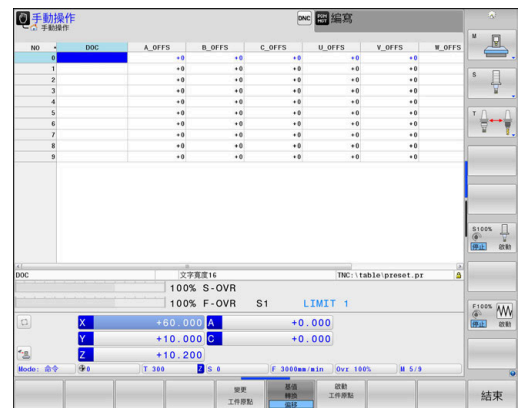 手動操作
手動操作
DNC
編寫
NO DOC A_OFFS B_OFFS C_OFFS U_OFFS V_OFFS W_OFFS
0 +0 +0 +0 +0 +0
1 +0 +0 +0 +0 +0
2 +0 +0 +0 +0 +0
3 +0 +0 +0 +0 +0
4 +0 +0 +0 +0 +0
5 +0 +0 +0 +0 +0
6 +0 +0 +0 +0 +0
7 +0 +0 +0 +0 +0
8 +0 +0 +0 +0 +0
9 +0 +0 +0 +0 +0
DOC 文字寬度16 TNC:\table\preset.pr
100% S-OVR
100% F-OVR S1 LIMIT 1
X +60.000 A +0.000
Y +10.000 C +0.000
Z +10.200
Mode: 命令 0 T 300 Z S 0 F 3000mm/min Ovr 100% M 5/9
變更
工件原點
基值
轉換
偏移
啟動
工件原點
結束
M
S
T
S100%
停止 啟動
F100%
停止 啟動